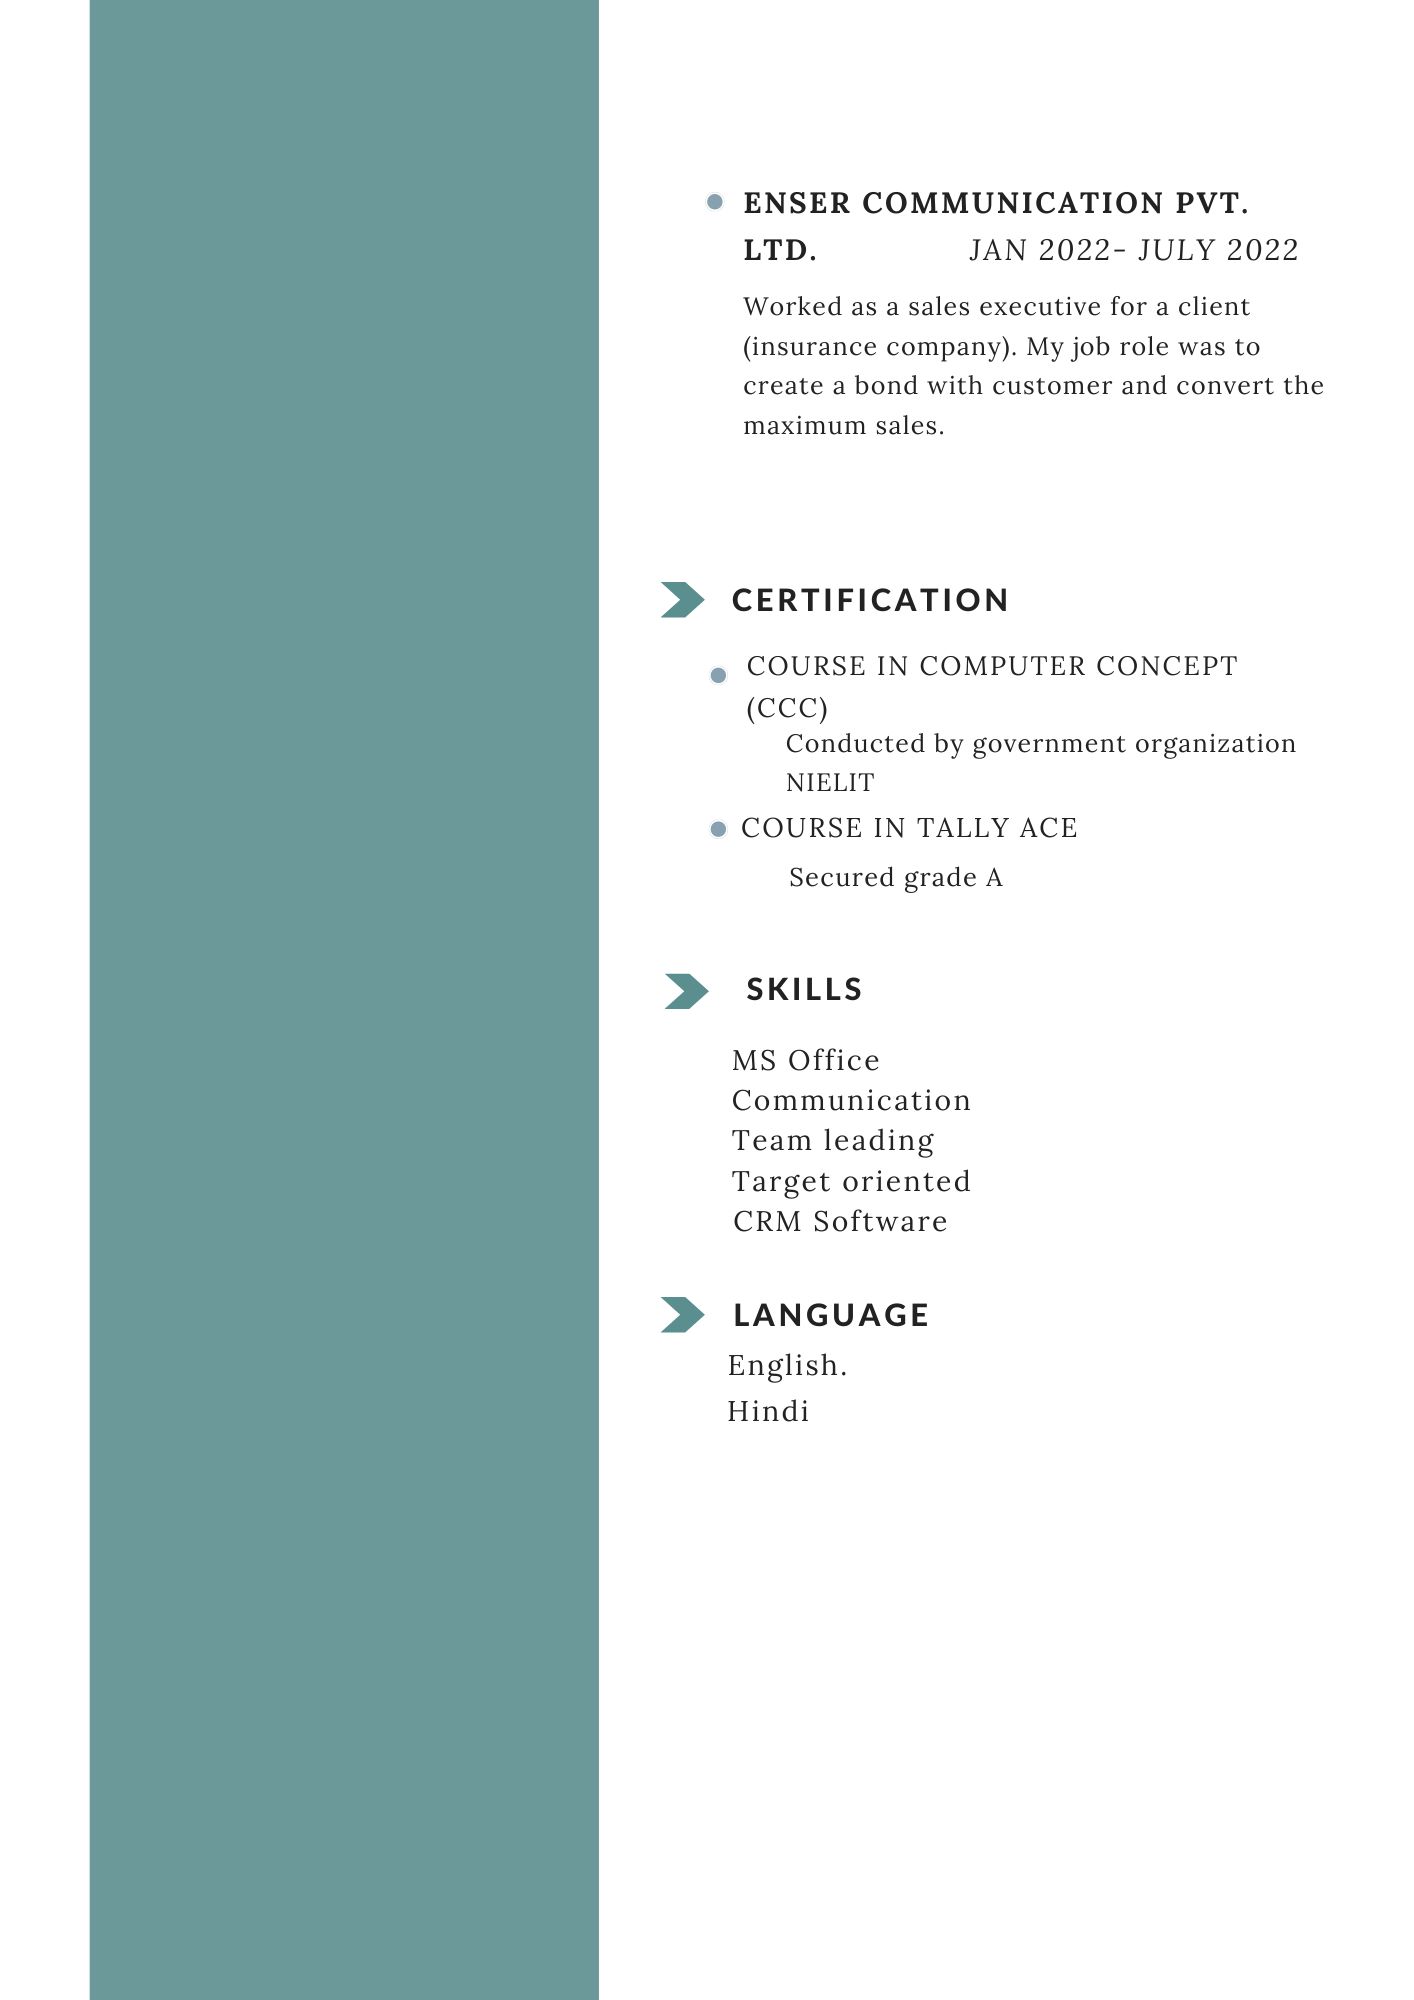 ENSER COMMUNICATION PVT.
LTD. JAN 2022- JULY 2022
Worked as a sales executive for a client
(insurance company). My job role was to
create a bond with customer and convert the
maximum sales.
CERTIFICATION
COURSE IN COMPUTER CONCEPT
(CCC)
Conducted by government organization
NIELIT
COURSE IN TALLY ACE
Secured grade A
SKILLS
MS Office
Communication
Team leading
Target oriented
CRM Software
LANGUAGE
English.
Hindi